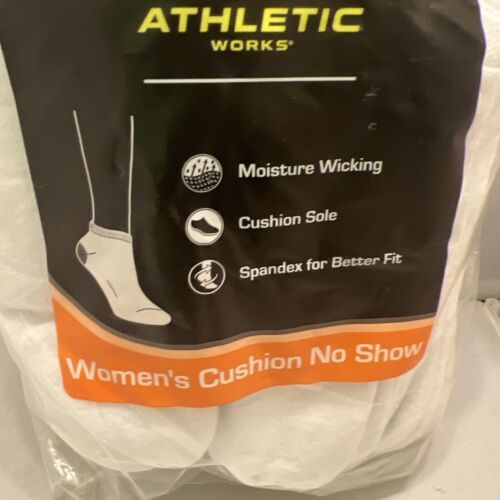 ATHLETIC
WORKS®
Moisture Wicking
Cushion Sole
Spandex for Better Fit
Women's Cushion No Show